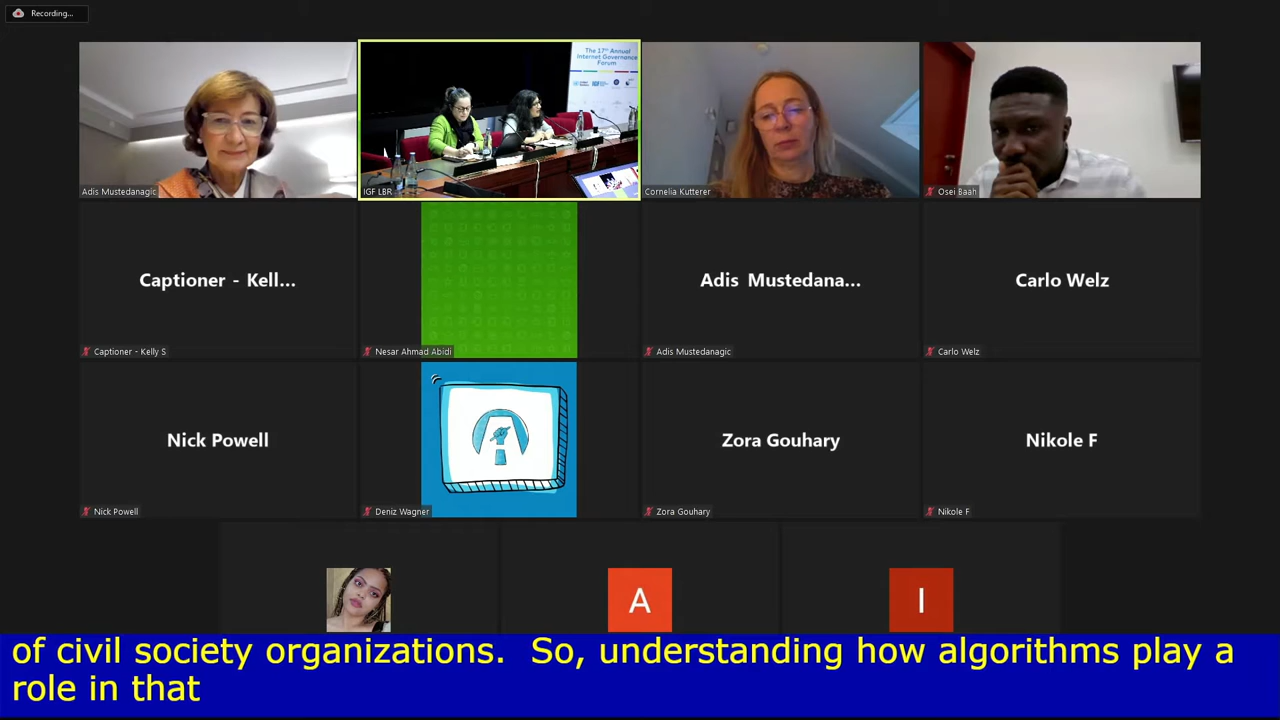 Recording...
The 17th Annual
Internet Governance
Forum
Adis Mustedanagic
IGF LBR
Cornelia Kutterer
Osei Baah
Captioner - Kell...
Adis Mustedana...
Carlo Welz
Captioner - Kelly S
Nesar Ahmad Abidi
Adis Mustedanagic
Carlo Welz
Nick Powell
Zora Gouhary
Nikole F
Nick Powell
Deniz Wagner
Zora Gouhary
Nikole F
A
I
of civil society organizations.  So, understanding how algorithms play a
role in that